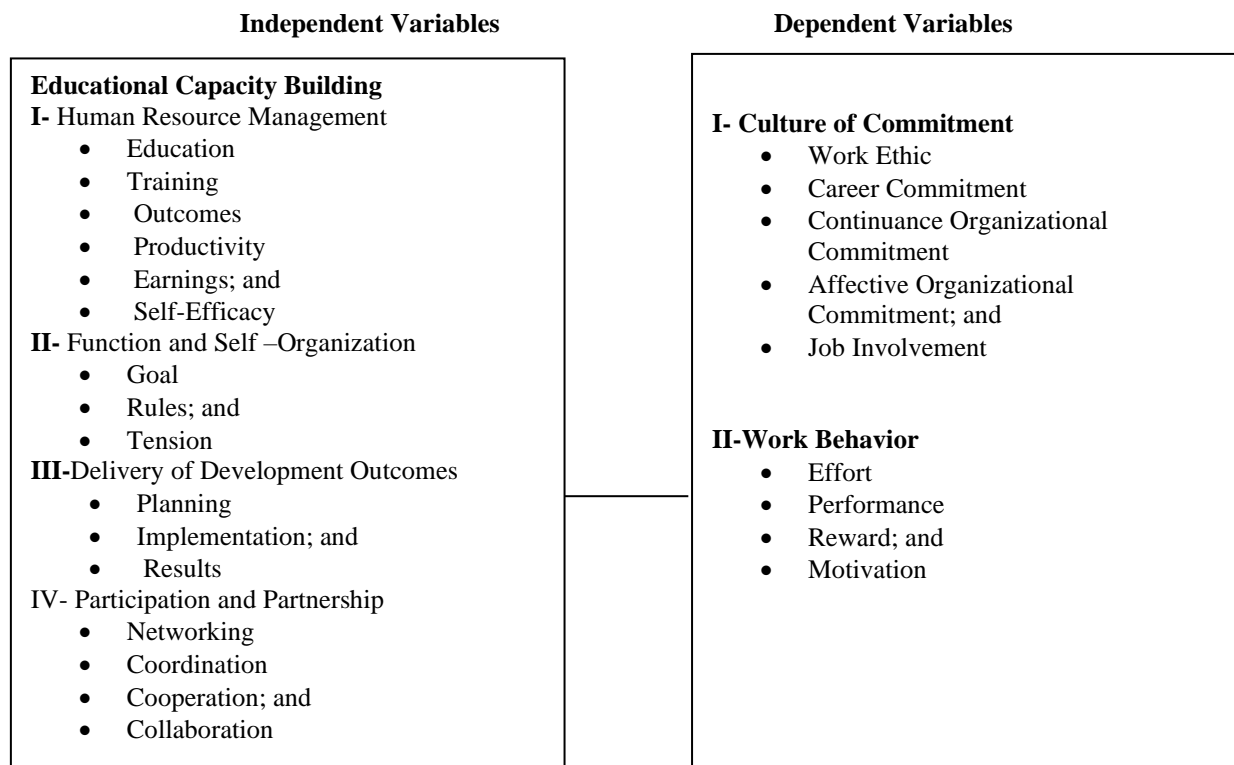 Independent Variables
Dependent Variables
Educational Capacity Building
I- Human Resource Management
• Education
• Training
• Outcomes
• Productivity
• Earnings; and
• Self-Efficacy
II- Function and Self –Organization
• Goal
• Rules; and
• Tension
III-Delivery of Development Outcomes
• Planning
• Implementation; and
• Results
IV- Participation and Partnership
• Networking
• Coordination
• Cooperation; and
• Collaboration
I- Culture of Commitment
• Work Ethic
• Career Commitment
• Continuance Organizational
Commitment
• Affective Organizational
Commitment; and
• Job Involvement
II-Work Behavior
• Effort
• Performance
• Reward; and
• Motivation